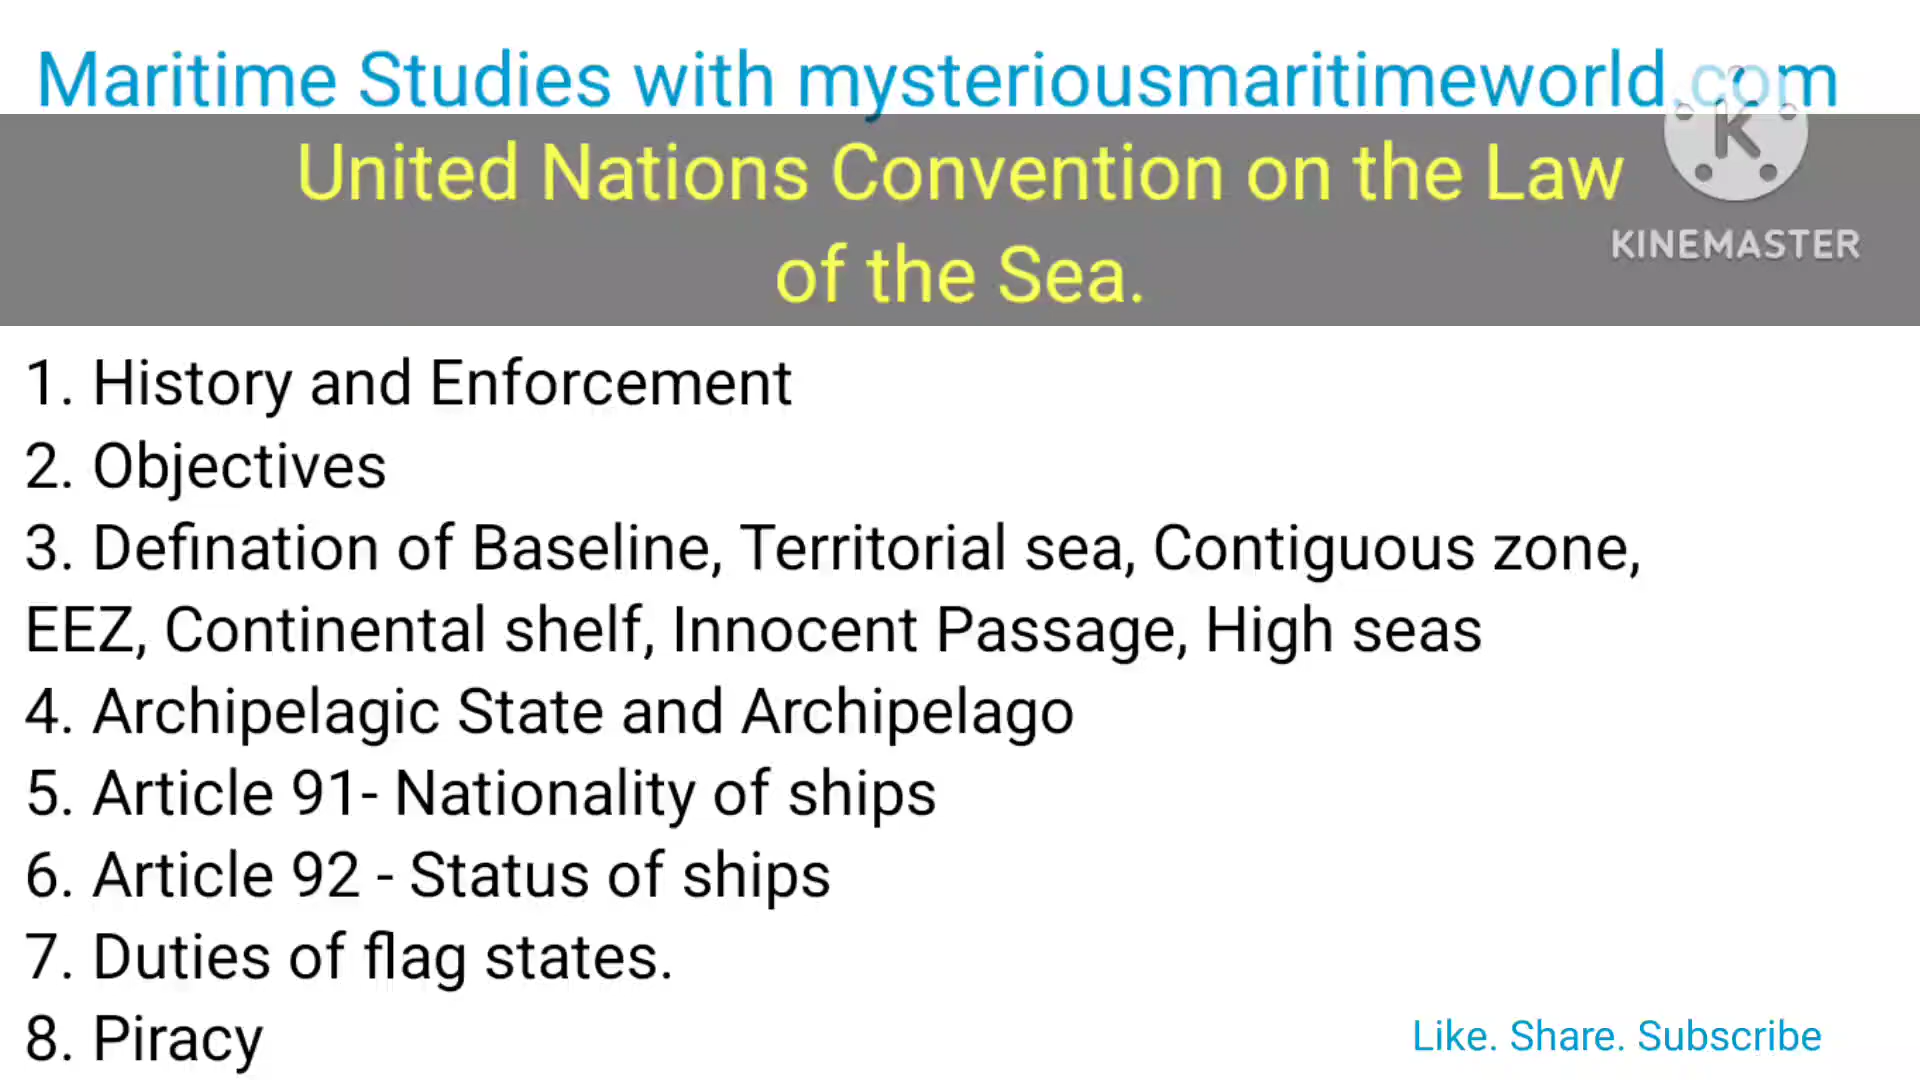 Maritime Studies with mysteriousmaritimeworld.com
United Nations Convention on the Law
of the Sea.
K
KINEMASTER
1. History and Enforcement
2. Objectives
3. Defination of Baseline, Territorial sea, Contiguous zone,
EEZ, Continental shelf, Innocent Passage, High seas
4. Archipelagic State and Archipelago
5. Article 91- Nationality of ships
6. Article 92 - Status of ships
7. Duties of flag states.
8. Piracy
Like. Share. Subscribe